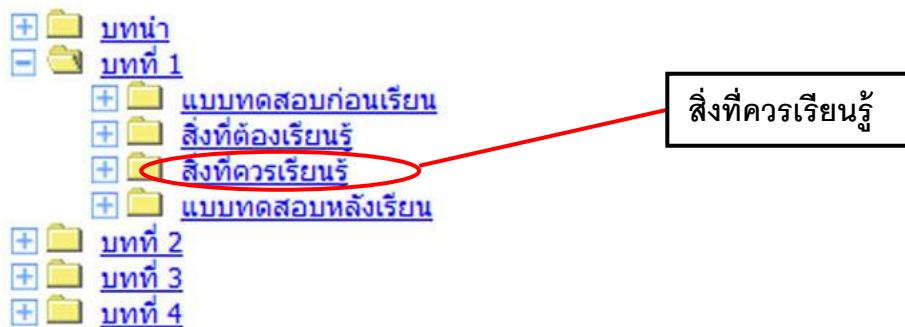 บทนำ
บทที่ 1
แบบทดสอบก่อนเรียน
สิ่งที่ต้องเรียนรู้
สิ่งที่ควรเรียนรู้
แบบทดสอบหลังเรียน
บทที่ 2
บทที่ 3
บทที่ 4
สิ่งที่ควรเรียนรู้